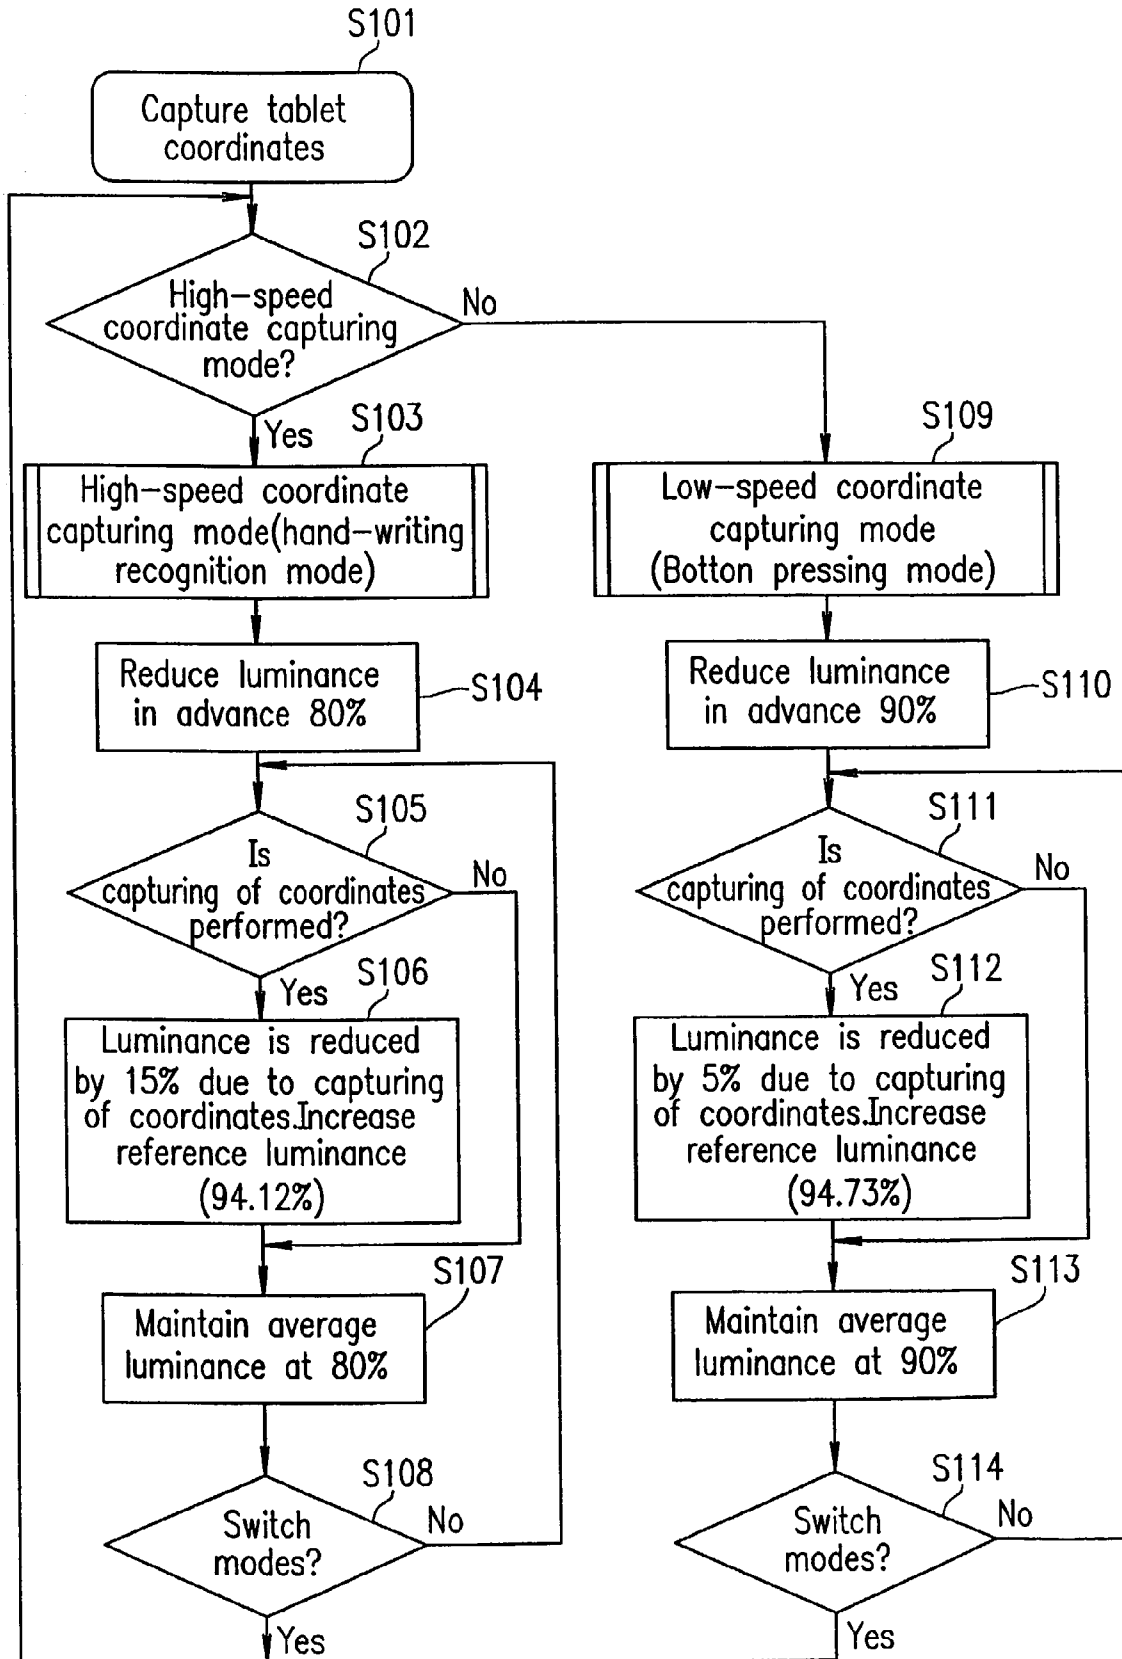 S101
Capture tablet
coordinates
S102
High-speed
coordinate capturing
mode?
No
Yes
S103
High-speed coordinate
capturing mode(hand-writing
recognition mode)
S104
Reduce luminance
in advance 80%
S105
Is
capturing of coordinates
performed?
No
Yes
S106
Luminance is reduced
by 15% due to capturing
of coordinates.Increase
reference luminance
(94.12%)
S107
Maintain average
luminance at 80%
S108
Switch
modes?
No
Yes
S109
Low-speed coordinate
capturing mode
(Botton pressing mode)
S110
Reduce luminance
in advance 90%
S111
Is
capturing of coordinates
performed?
No
Yes
S112
Luminance is reduced
by 5% due to capturing
of coordinates.Increase
reference luminance
(94.73%)
S113
Maintain average
luminance at 90%
S114
Switch
modes?
No
Yes